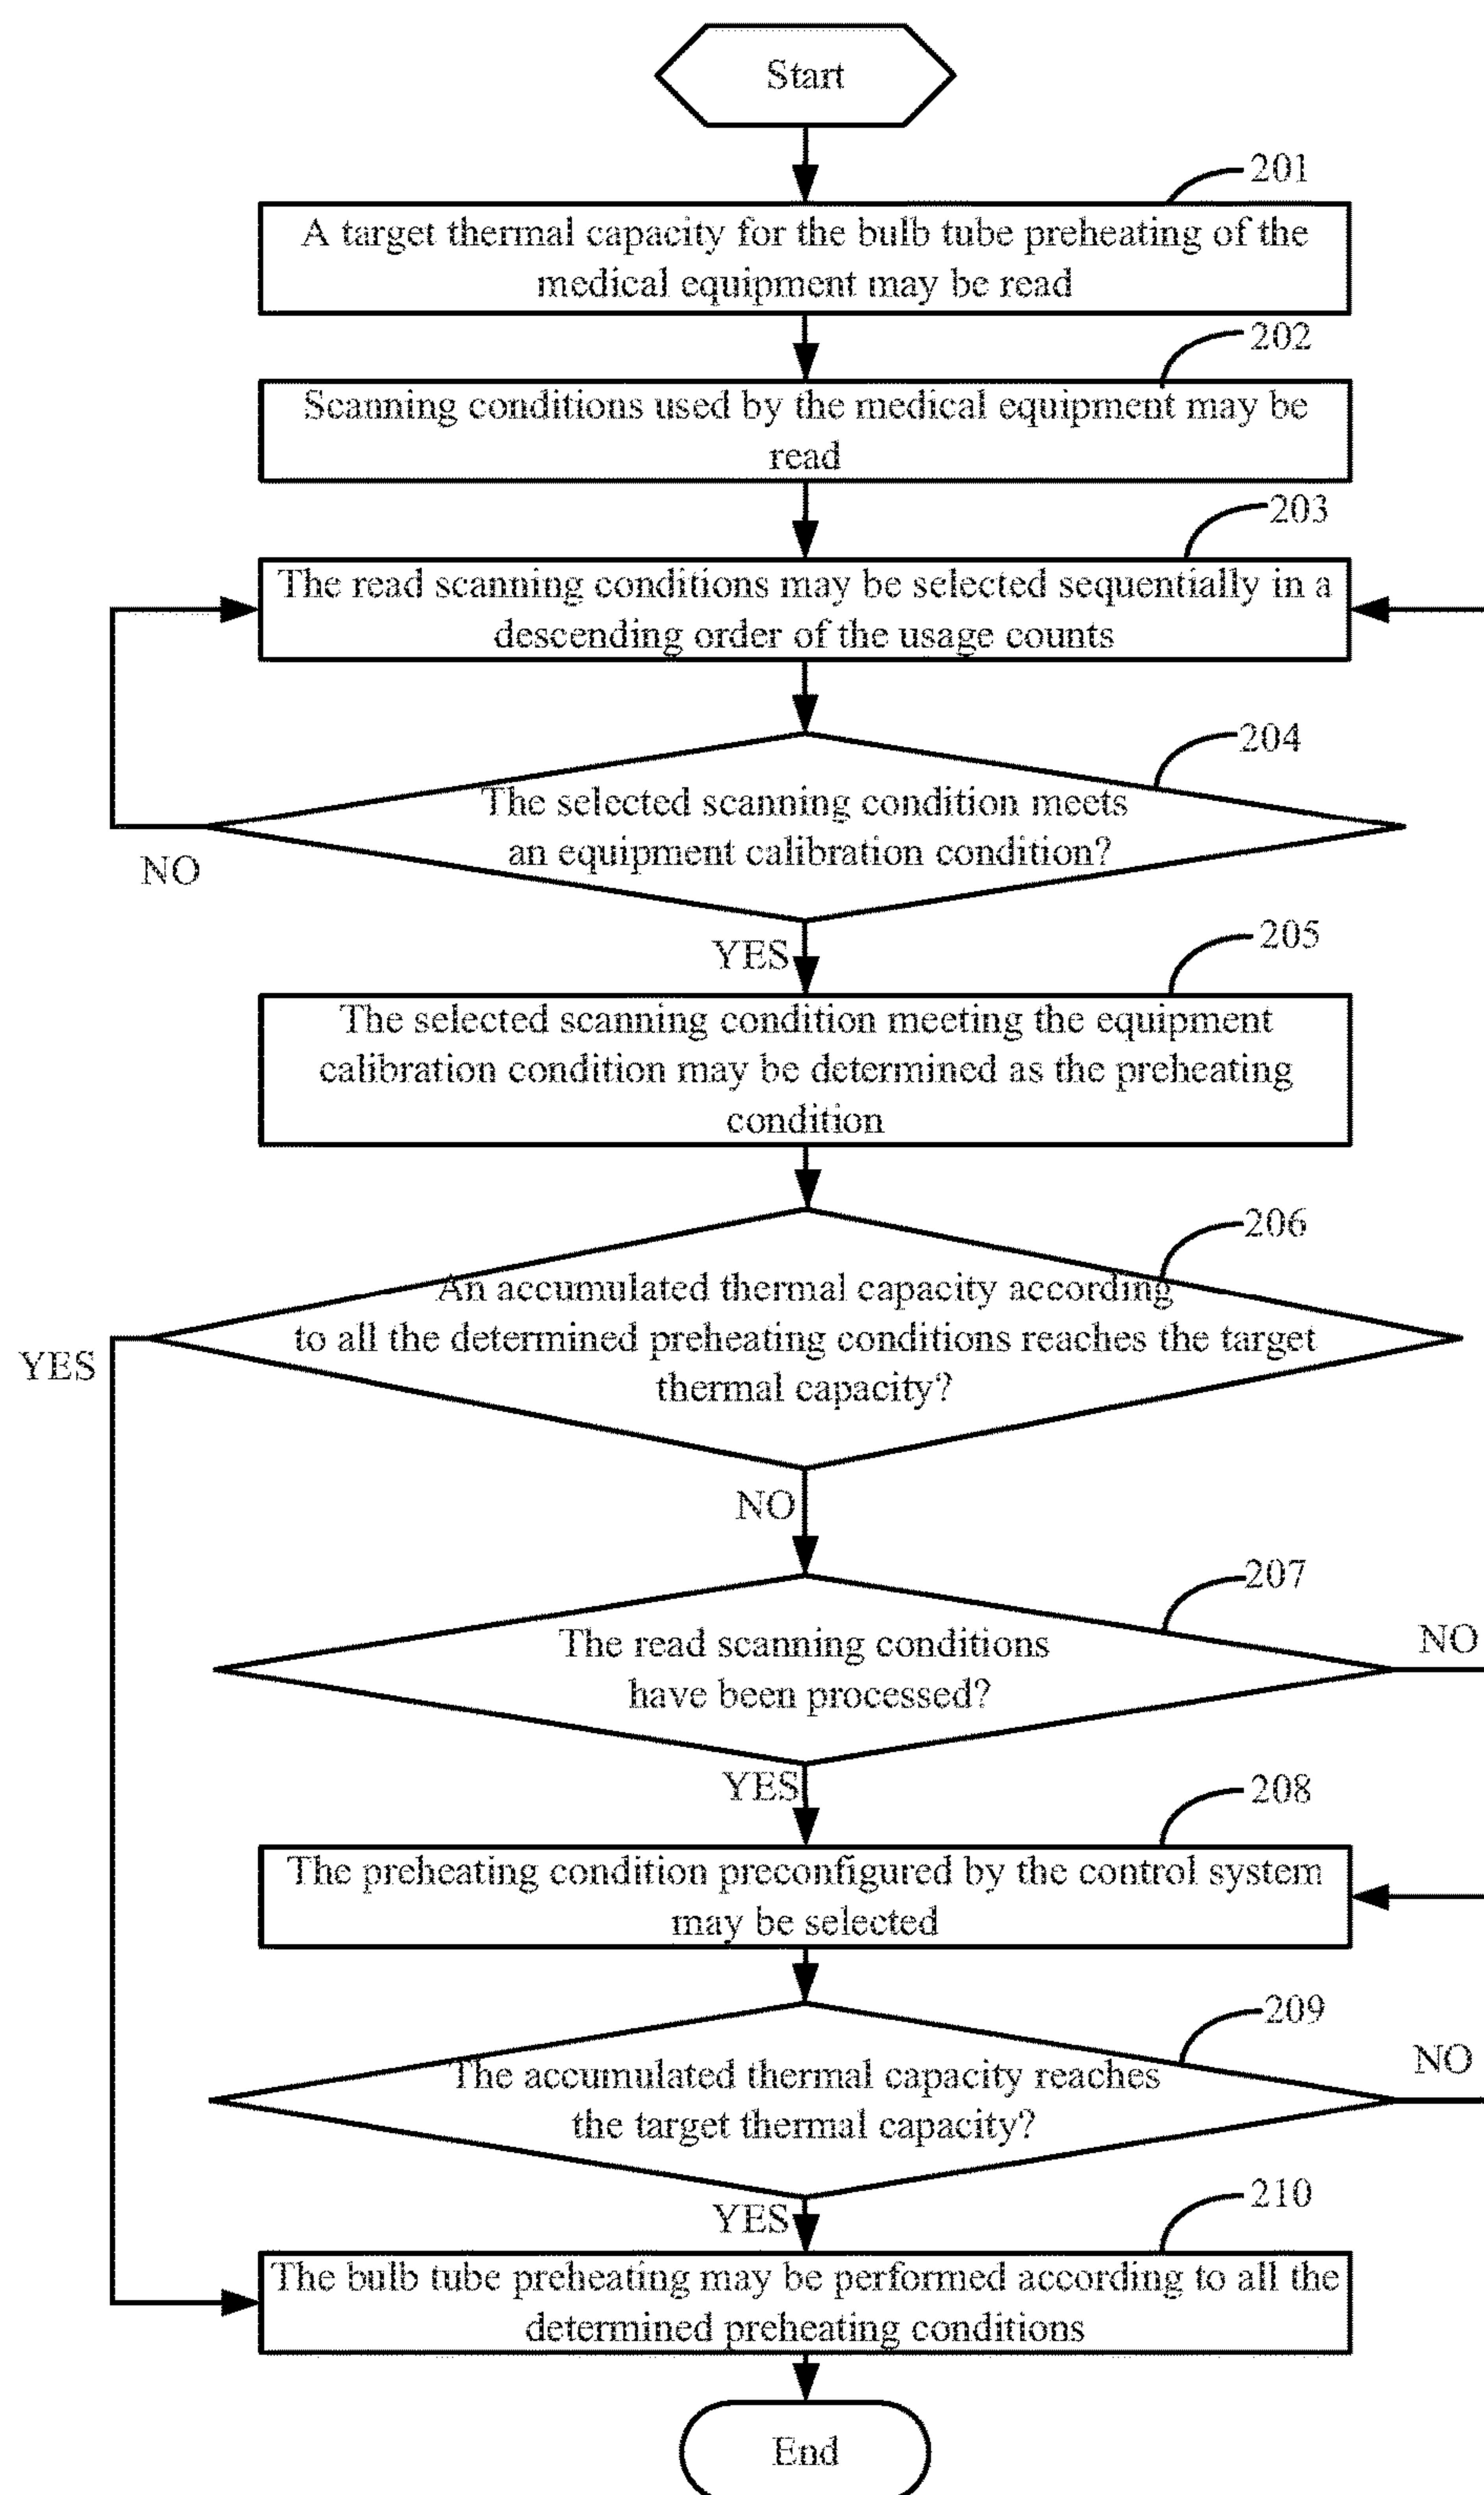 Start
201
A target thermal capacity for the bulb tube preheating of the
medical equipment may be read
202
Scanning conditions used by the medical equipment may be
read
203
The read scanning conditions may be selected sequentially in a
descending order of the usage counts
204
The selected scanning condition meets
an equipment calibration condition?
NO
YES
205
The selected scanning condition meeting the equipment
calibration condition may be determined as the preheating
condition
206
An accumulated thermal capacity according
to all the determined preheating conditions reaches the target
thermal capacity?
YES
NO
207
The read scanning conditions
have been processed?
NO
YES
208
The preheating condition preconfigured by the control system
may be selected
209
The accumulated thermal capacity reaches
the target thermal capacity?
NO
YES
210
The bulb tube preheating may be performed according to all the
determined preheating conditions
End